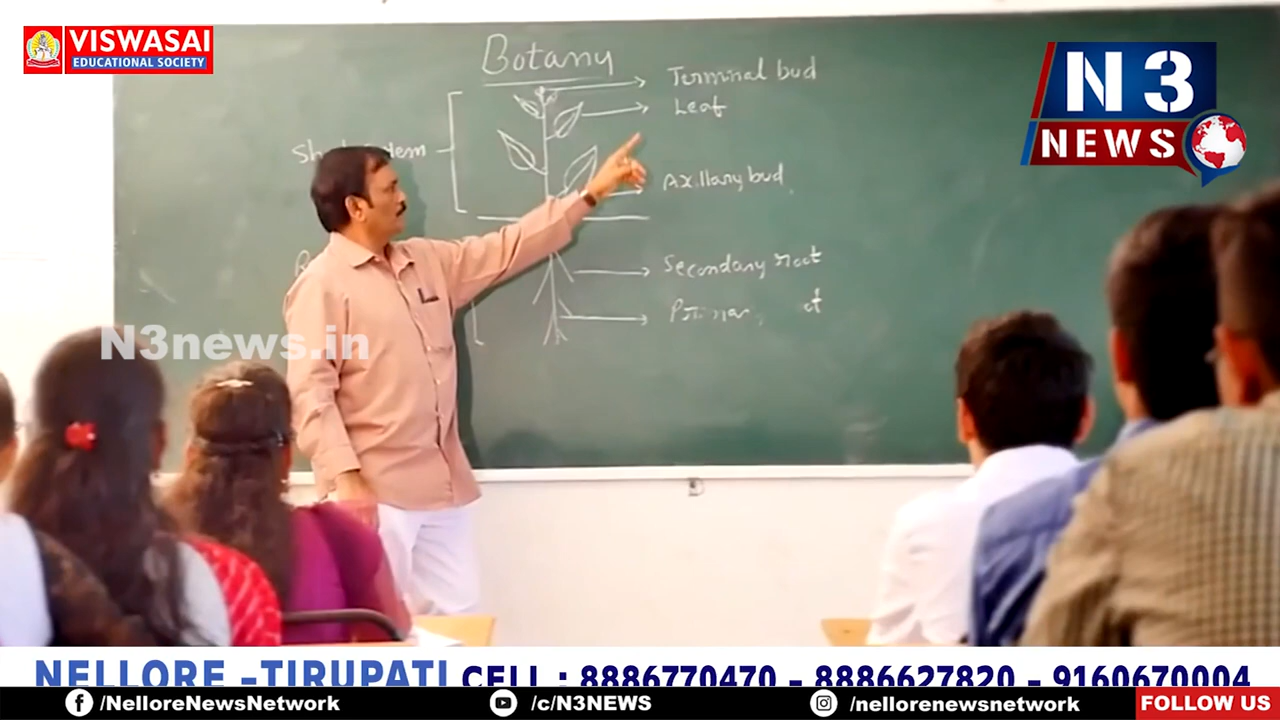 VISWASAI
EDUCATIONAL SOCIETY
N3
NEWS
Botany
Terminal bud
Leaf
Axillary bud
Secondary root
N3news.in
NELLORE -TIRUPATI CELL : 8886770470 - 8886627820 - 9160670004
f/NelloreNewsNetwork
/c/N3NEWS
/nellorenewsnetwork
FOLLOW US